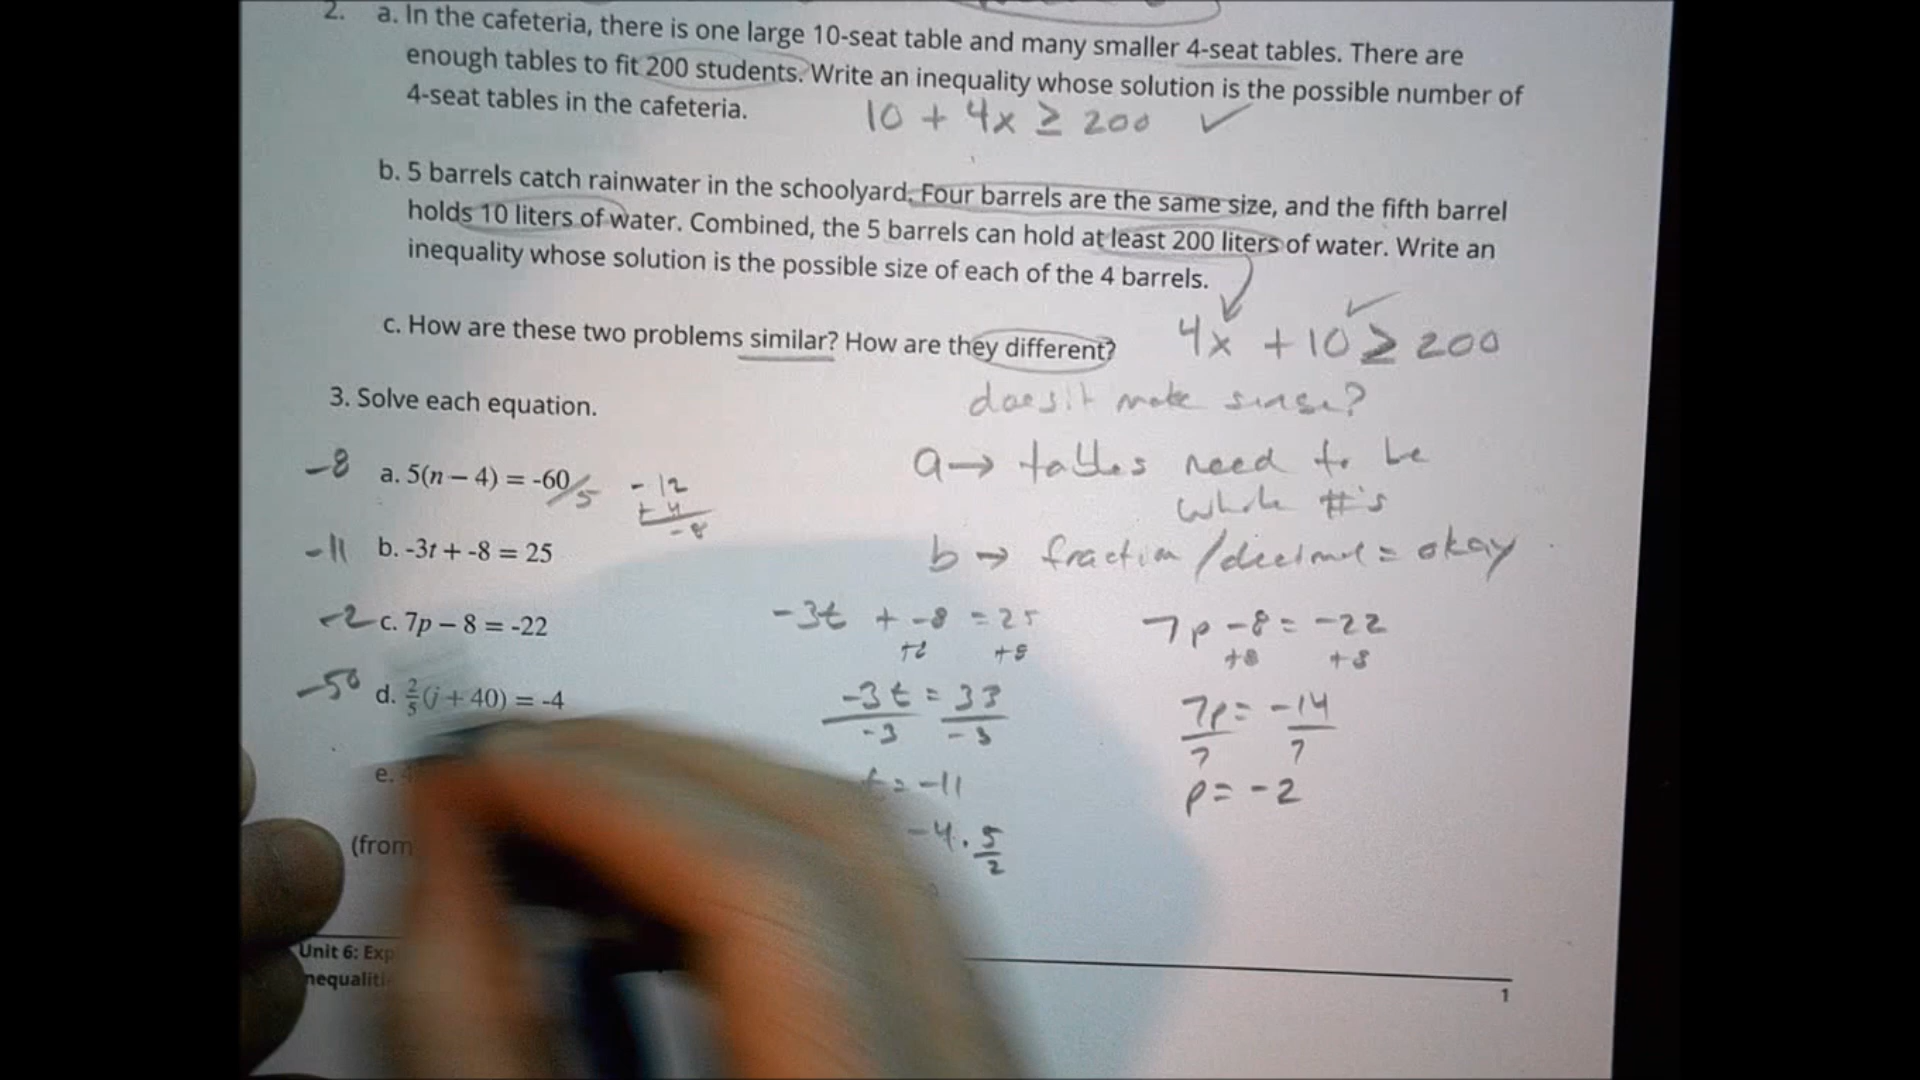 2. a. In the cafeteria, there is one large 10-seat table and many smaller 4-seat tables. There are
enough tables to fit 200 students. Write an inequality whose solution is the possible number of
4-seat tables in the cafeteria.
10 + 4x ≥ 200 ✓
b. 5 barrels catch rainwater in the schoolyard. Four barrels are the same size, and the fifth barrel
holds 10 liters of water. Combined, the 5 barrels can hold at least 200 liters of water. Write an
inequality whose solution is the possible size of each of the 4 barrels.
c. How are these two problems similar? How are they different?
4x + 10 ≥ 200
does it make sense?
3. Solve each equation.
a → tables need to be
whole #'s
b → fraction/decimal = okay
-8 a. 5(n – 4) = -60/5
-12
+4
-8
-11 b. -3t + -8 = 25
-2 c. 7p – 8 = -22
-50 d. 2/5(j + 40) = -4
e.
(from
-3t + -8 = 25
+8 +8
-3t = 33
-3 -3
t = -11
-4 · 5/2
7p - 8 = -22
+8 +8
7p = -14
7 7
p = -2
Unit 6: Exp
nequaliti
1